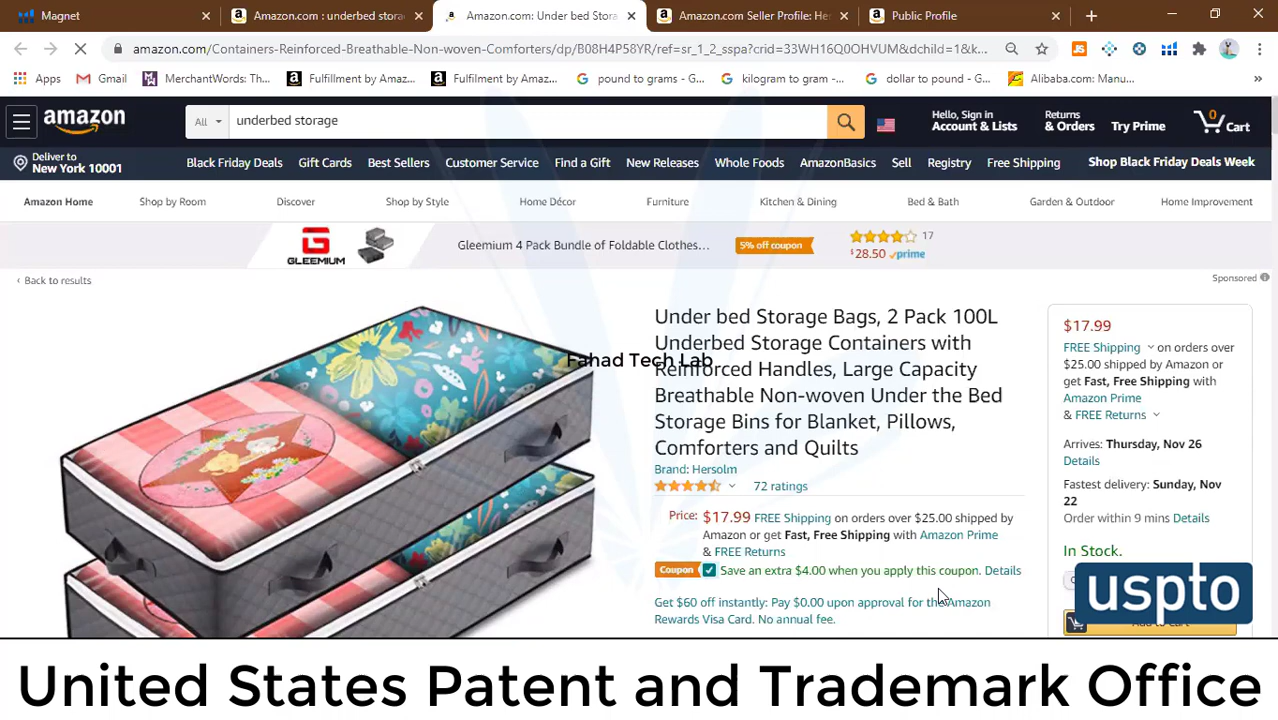 Magnet
Amazon.com : underbed stora
Amazon.com: Under bed Stora
Amazon.com Seller Profile: He
Public Profile
amazon.com/Containers-Reinforced-Breathable-Non-woven-Comforters/dp/B08H4P58YR/ref=sr_1_2_sspa?crid=33WH16Q0OHVUM&dchild=1&k...
Apps
Gmail
MerchantWords: Th...
Fulfillment by Amaz...
Fulfilment by Amaz...
pound to grams - G...
kilogram to gram -...
dollar to pound - G...
Alibaba.com: Manu...
amazon
All
underbed storage
Hello, Sign in
Account & Lists
Returns
& Orders
Try Prime
0
Cart
Deliver to
New York 10001
Black Friday Deals
Gift Cards
Best Sellers
Customer Service
Find a Gift
New Releases
Whole Foods
AmazonBasics
Sell
Registry
Free Shipping
Shop Black Friday Deals Week
Amazon Home
Shop by Room
Discover
Shop by Style
Home Décor
Furniture
Kitchen & Dining
Bed & Bath
Garden & Outdoor
Home Improvement
GLEEMIUM
Gleemium 4 Pack Bundle of Foldable Clothes...
5% off coupon
17
$28.50 prime
‹ Back to results
Sponsored
Under bed Storage Bags, 2 Pack 100L
Underbed Storage Containers with
Reinforced Handles, Large Capacity
Breathable Non-woven Under the Bed
Storage Bins for Blanket, Pillows,
Comforters and Quilts
Fahad Tech Lab
Brand: Hersolm
72 ratings
Price: $17.99 FREE Shipping on orders over $25.00 shipped by
Amazon or get Fast, Free Shipping with Amazon Prime
& FREE Returns
Coupon Save an extra $4.00 when you apply this coupon. Details
Get $60 off instantly: Pay $0.00 upon approval for the Amazon
Rewards Visa Card. No annual fee.
$17.99
FREE Shipping on orders over
$25.00 shipped by Amazon or
get Fast, Free Shipping with
Amazon Prime
& FREE Returns
Arrives: Thursday, Nov 26
Details
Fastest delivery: Sunday, Nov
22
Order within 9 mins Details
In Stock.
uspto
United States Patent and Trademark Office